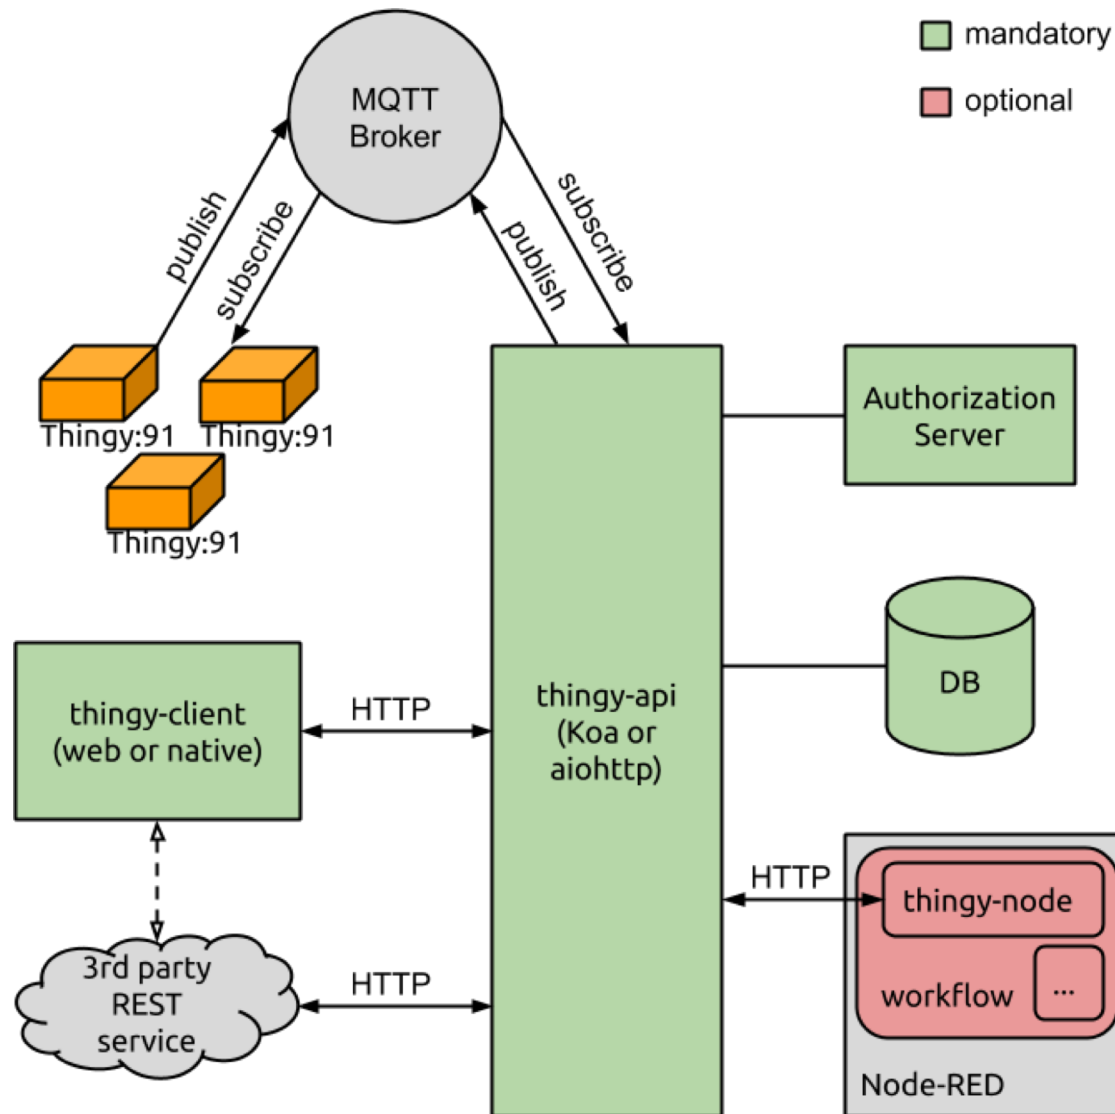 mandatory
optional
MQTT
Broker
publish
subscribe
publish
subscribe
Thingy:91
Thingy:91
Thingy:91
Authorization
Server
thingy-client
(web or native)
HTTP
thingy-api
(Koa or
aiohttp)
DB
3rd party
REST
service
HTTP
HTTP
thingy-node
workflow
...
Node-RED